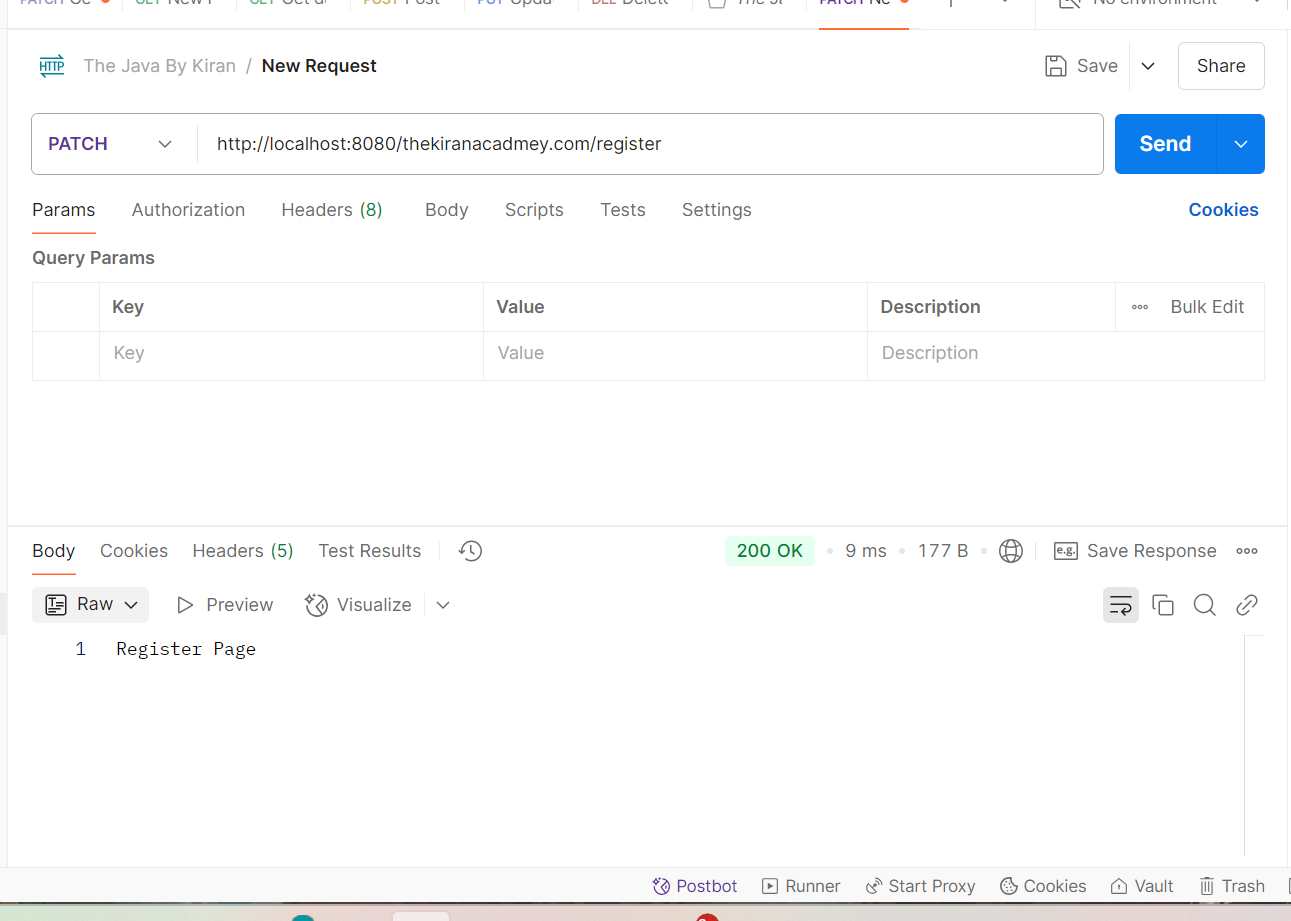 PATCH Ge GET New GET Get d POST Post PUT Upda DEL Delet The Ja PATCH Ne No environment
HTTP The Java By Kiran / New Request Save Share
PATCH http://localhost:8080/thekiranacadmey.com/register Send
Params Authorization Headers (8) Body Scripts Tests Settings Cookies
Query Params
Key Value Description Bulk Edit
Key Value Description
Body Cookies Headers (5) Test Results 200 OK 9 ms 177 B e.g. Save Response
Raw Preview Visualize
1 Register Page
Postbot Runner Start Proxy Cookies Vault Trash